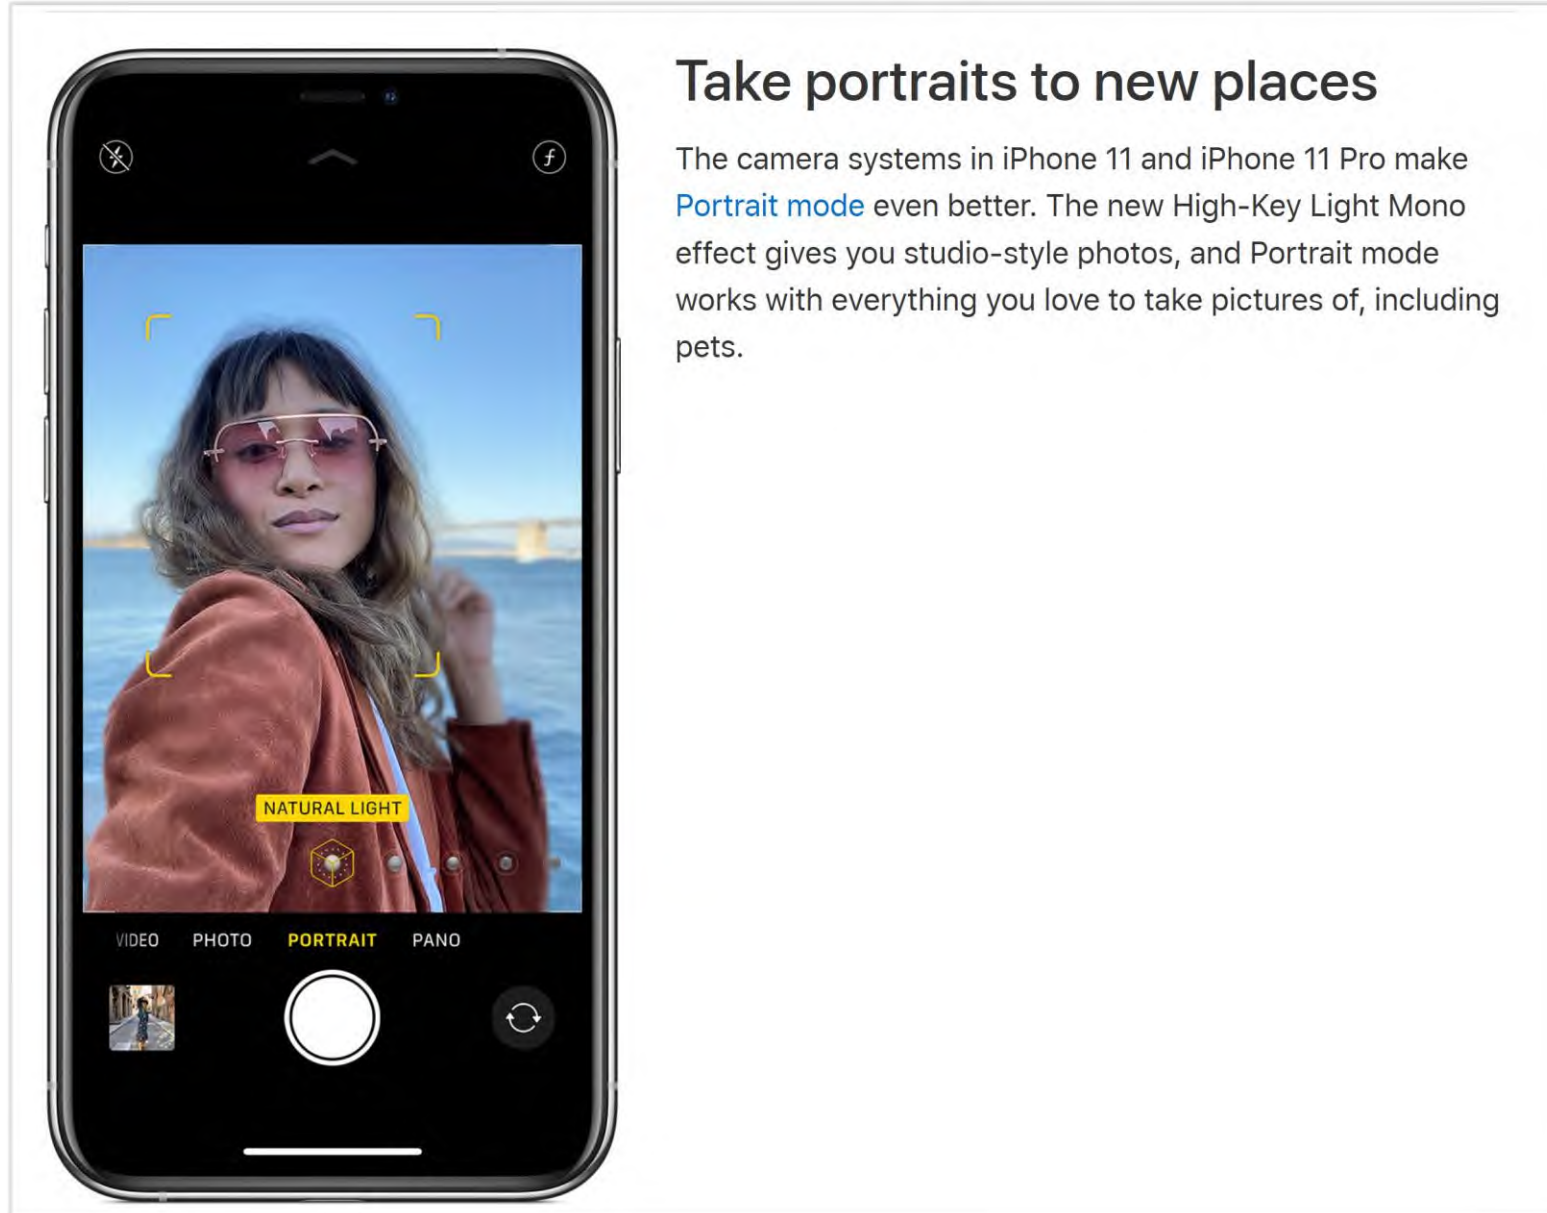 Take portraits to new places
The camera systems in iPhone 11 and iPhone 11 Pro make
Portrait mode even better. The new High-Key Light Mono
effect gives you studio-style photos, and Portrait mode
works with everything you love to take pictures of, including
pets.
f
NATURAL LIGHT
VIDEO PHOTO PORTRAIT PANO